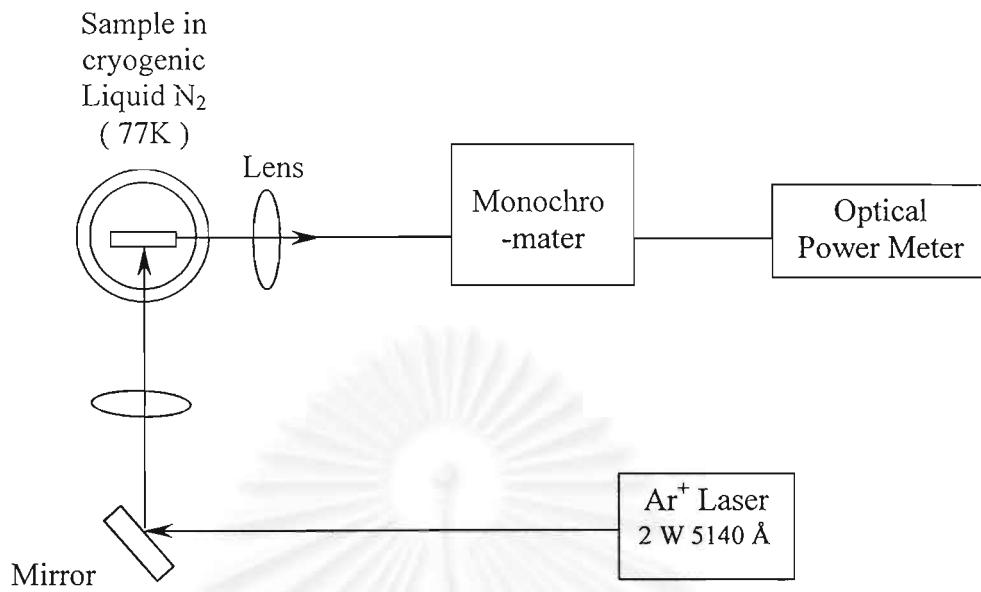 Sample in
cryogenic
Liquid N₂
( 77K )
Lens
Monochro
-mater
Optical
Power Meter
Ar⁺ Laser
2 W 5140 Å
Mirror